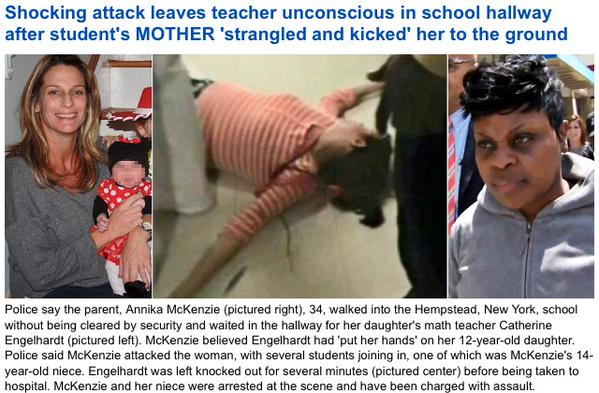 Shocking attack leaves teacher unconscious in school hallway
after student's MOTHER 'strangled and kicked' her to the ground
Police say the parent, Annika McKenzie (pictured right), 34, walked into the Hempstead, New York, school
without being cleared by security and waited in the hallway for her daughter's math teacher Catherine
Engelhardt (pictured left). McKenzie believed Engelhardt had 'put her hands' on her 12-year-old daughter.
Police said McKenzie attacked the woman, with several students joining in, one of which was McKenzie's 14-
year-old niece. Engelhardt was left knocked out for several minutes (pictured center) before being taken to
hospital. McKenzie and her niece were arrested at the scene and have been charged with assault.